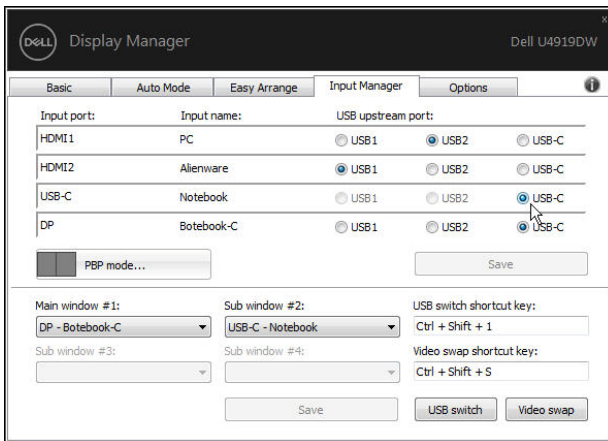 DELL Display Manager Dell U4919DW
Basic Auto Mode Easy Arrange Input Manager Options
Input port: Input name: USB upstream port:
HDMI1 PC USB1 USB2 USB-C
HDMI2 Alienware USB1 USB2 USB-C
USB-C Notebook USB1 USB2 USB-C
DP Botebook-C USB1 USB2 USB-C
PBP mode... Save
Main window #1: Sub window #2: USB switch shortcut key:
DP - Botebook-C USB-C - Notebook Ctrl + Shift + 1
Sub window #3: Sub window #4: Video swap shortcut key:
Ctrl + Shift + S
Save USB switch Video swap